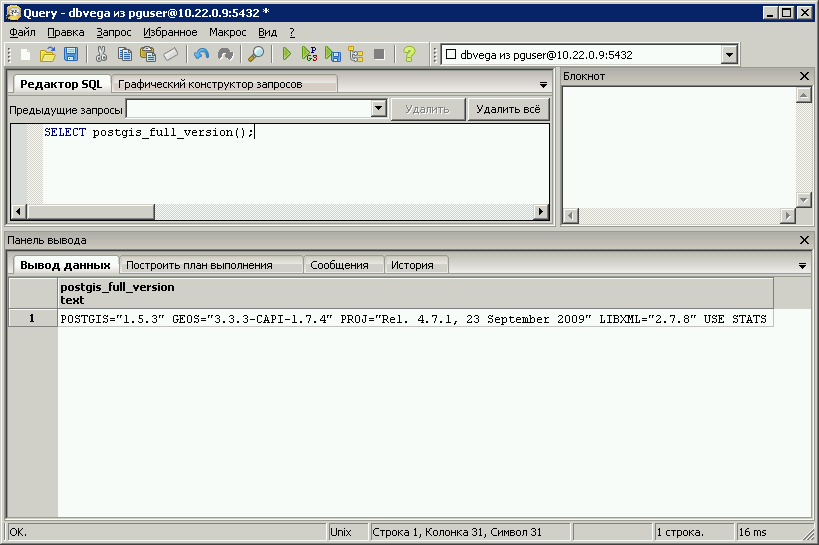 Query - dbvega из pguser@10.22.0.9:5432 *
Файл Правка Запрос Избранное Макрос Вид ?
dbvega из pguser@10.22.0.9:5432
Редактор SQL Графический конструктор запросов
Предыдущие запросы Удалить Удалить всё
SELECT postgis_full_version();
Блокнот
Панель вывода
Вывод данных Построить план выполнения Сообщения История
postgis_full_version
text
1 POSTGIS="1.5.3" GEOS="3.3.3-CAPI-1.7.4" PROJ="Rel. 4.7.1, 23 September 2009" LIBXML="2.7.8" USE STATS
OK. Unix Строка 1, Колонка 31, Символ 31 1 строка. 16 ms